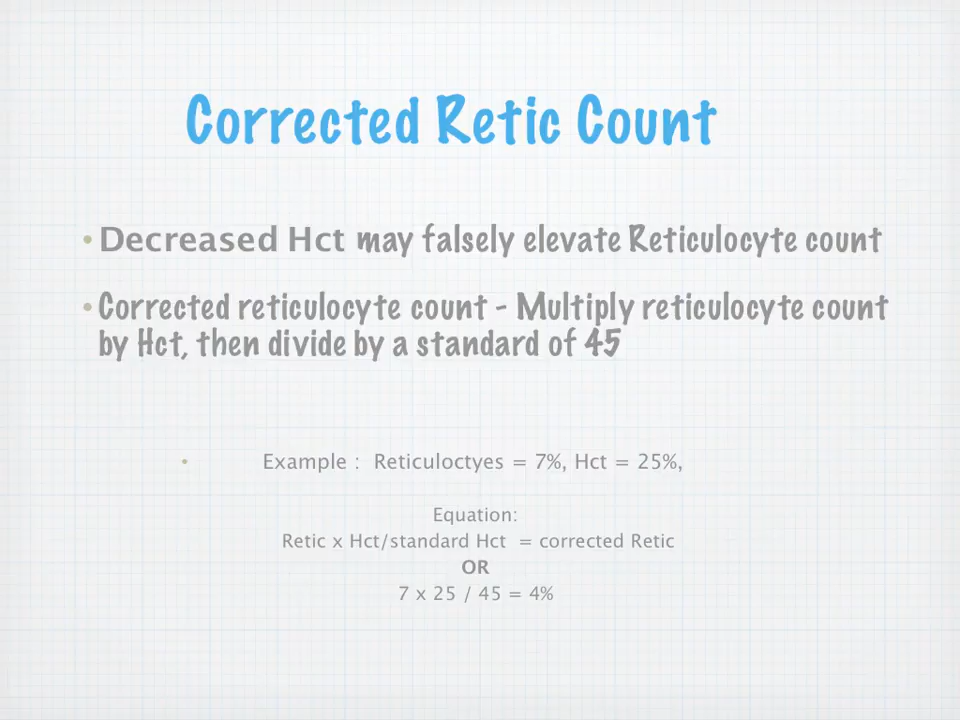 Corrected Retic Count
• Decreased Hct may falsely elevate Reticulocyte count
• Corrected reticulocyte count - Multiply reticulocyte count
by Hct, then divide by a standard of 45
• Example : Reticuloctyes = 7%, Hct = 25%,
Equation:
Retic x Hct/standard Hct = corrected Retic
OR
7 x 25 / 45 = 4%